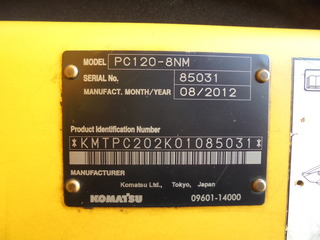 MODEL PC120-8NM
SERIAL No. 85031
MANUFACT. MONTH/YEAR 08/2012
Product Identification Number
*KMTPC202K01085031*
MANUFACTURER
Komatsu Ltd., Tokyo, Japan
KOMATSU 09601-14000